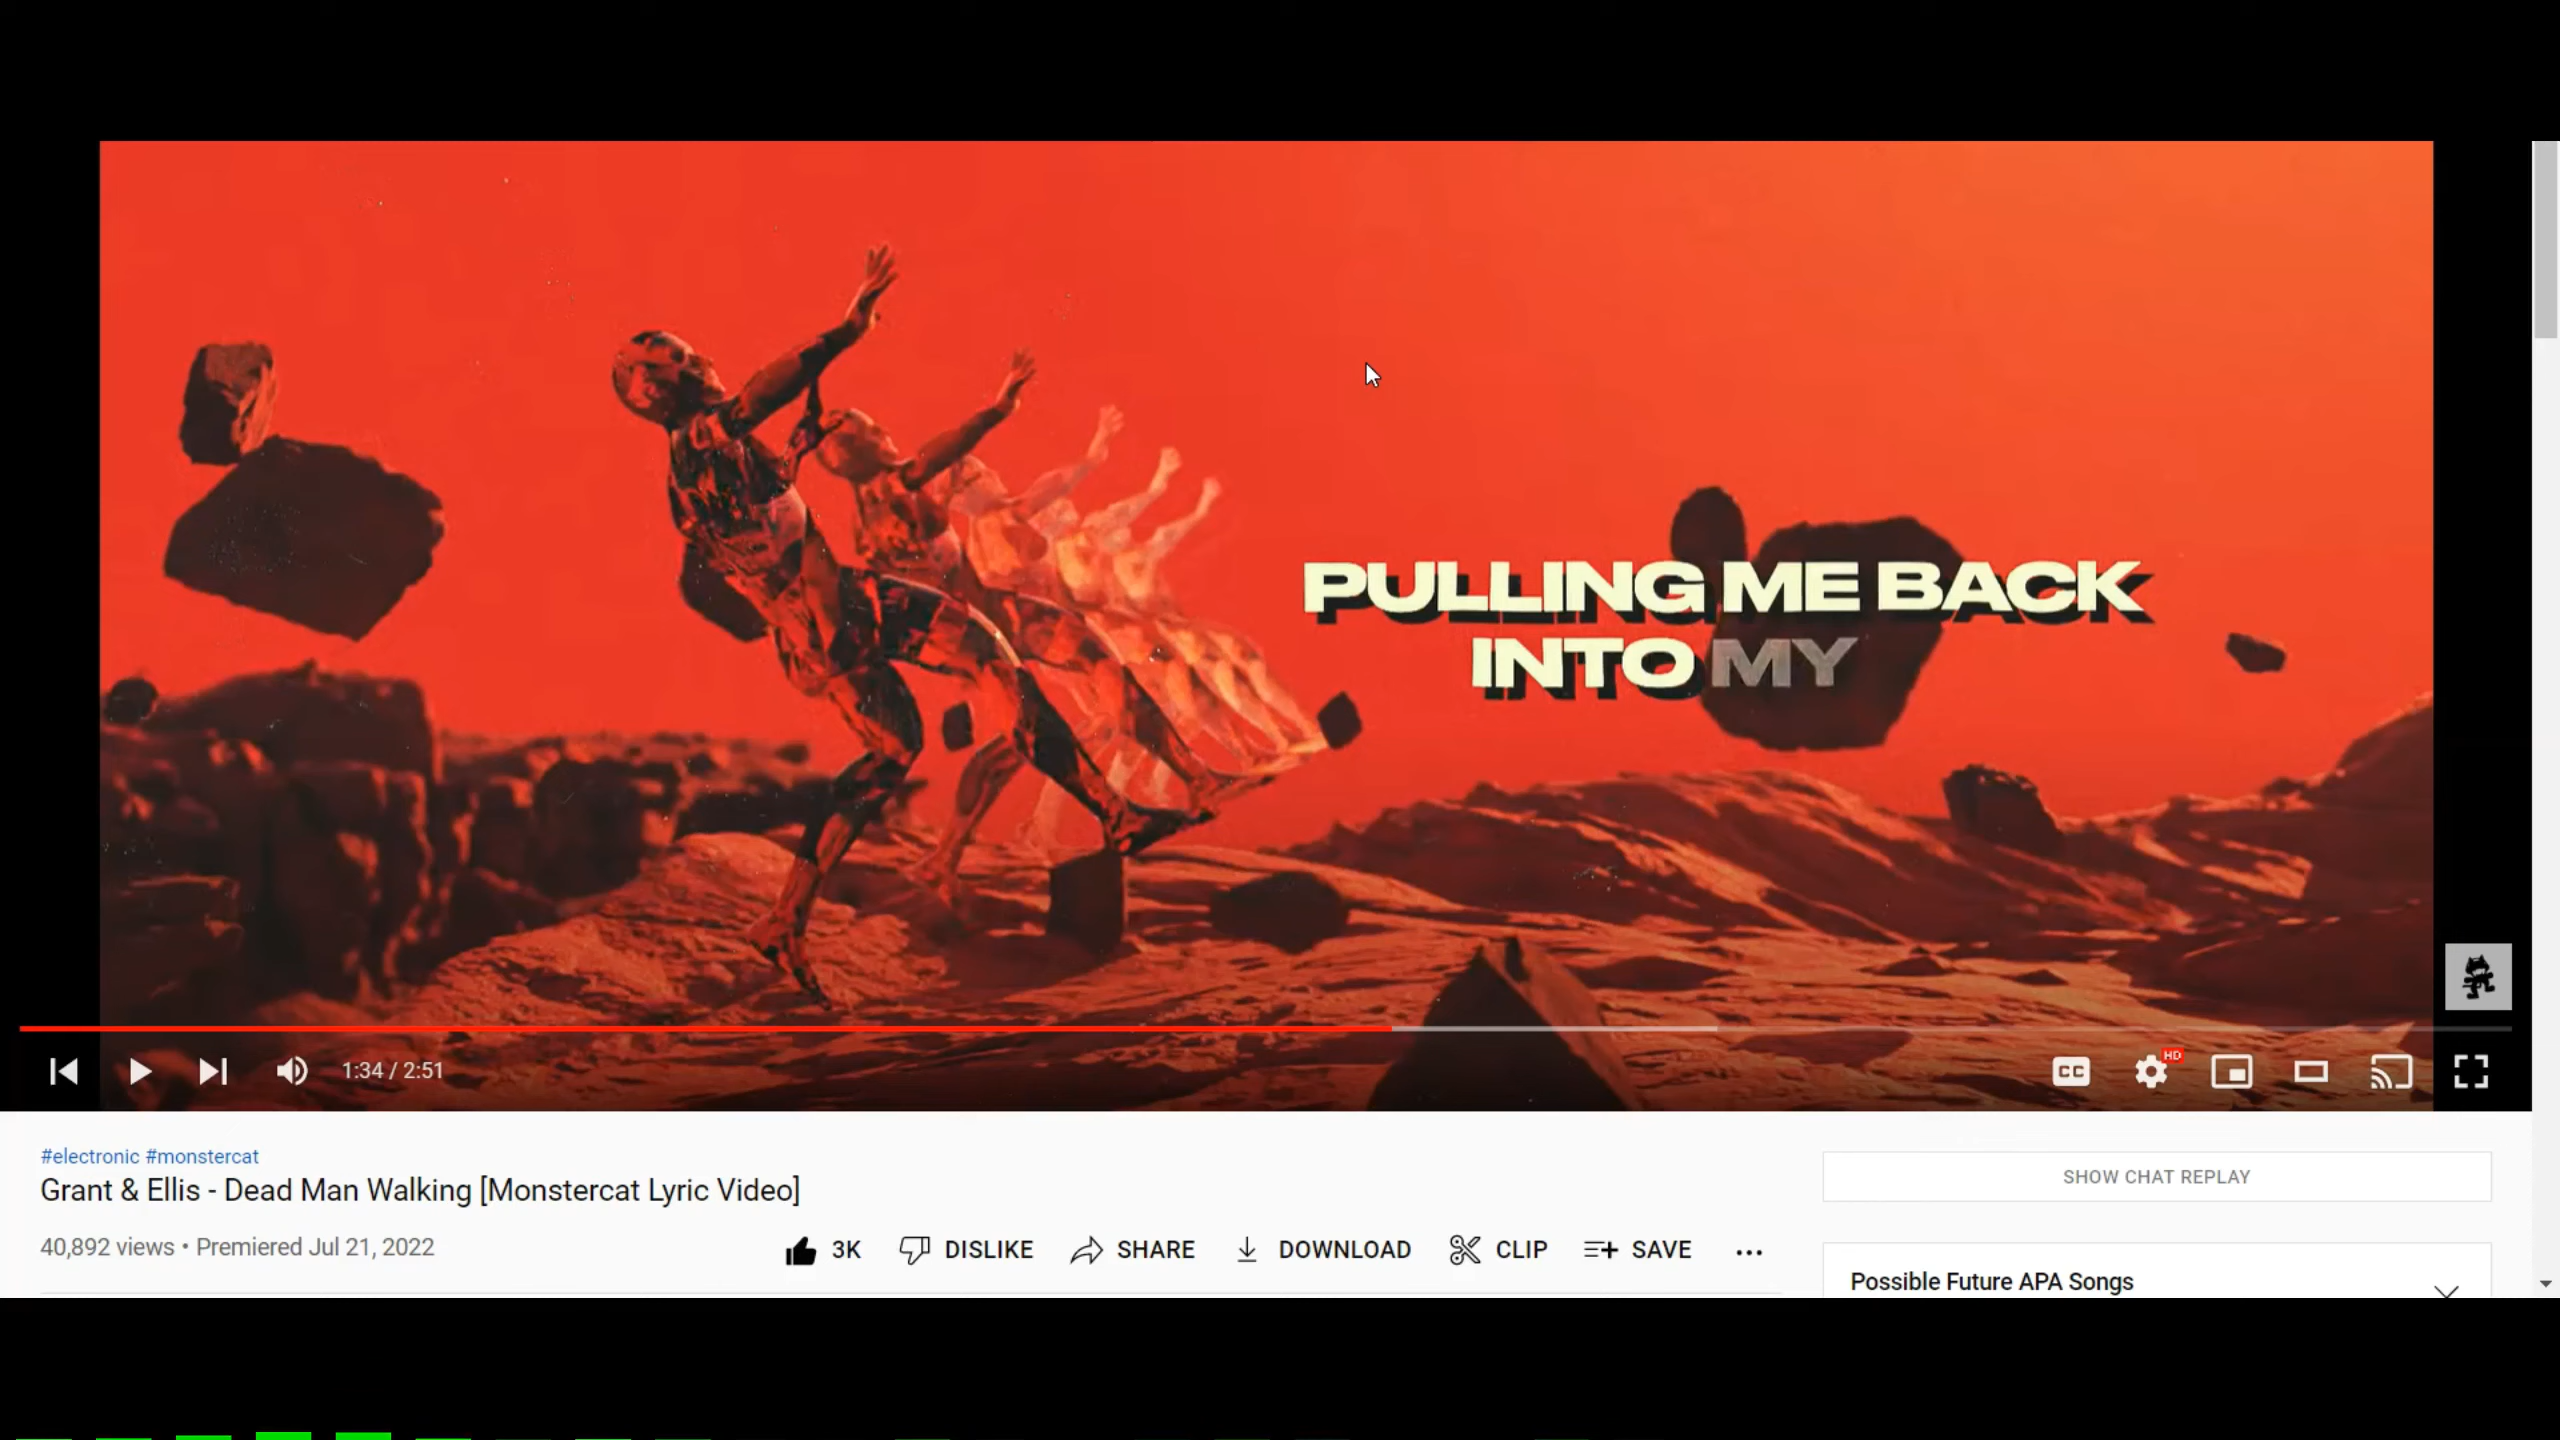 PULLING ME BACK
INTO MY
1:34 / 2:51
CC
HD
#electronic #monstercat
Grant & Ellis - Dead Man Walking [Monstercat Lyric Video]
40,892 views • Premiered Jul 21, 2022
3K
DISLIKE
SHARE
DOWNLOAD
CLIP
SAVE
SHOW CHAT REPLAY
Possible Future APA Songs